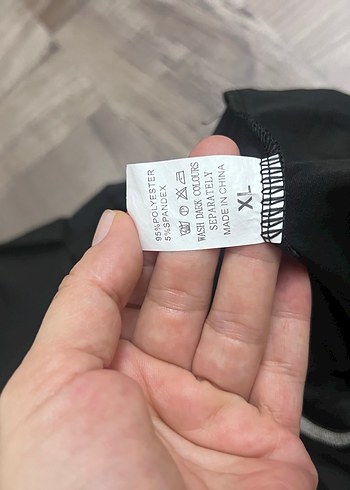 95%POLYESTER
5%SPANDEX
WASH DARK COLOURS
SEPARATELY
MADE IN CHINA
XL